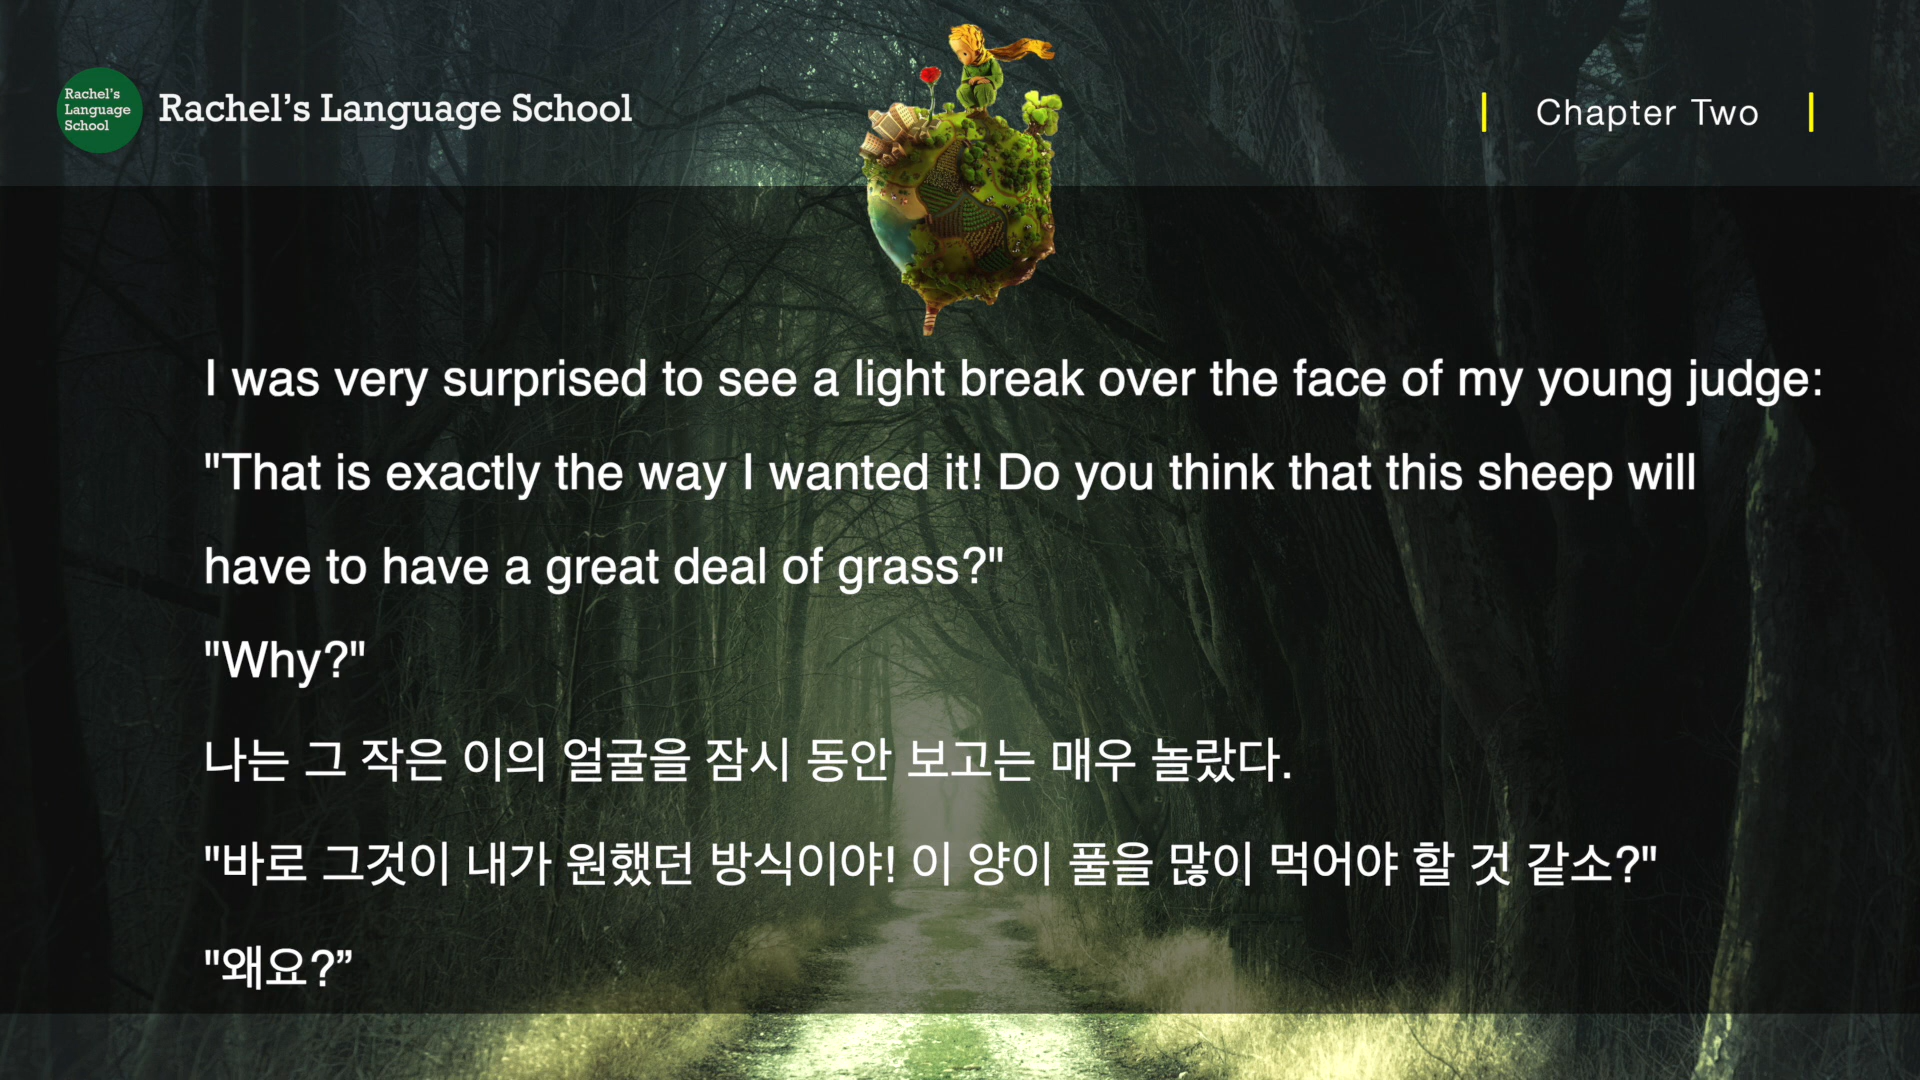 Rachel's
Language
School
Rachel's Language School
Chapter Two
I was very surprised to see a light break over the face of my young judge:
"That is exactly the way I wanted it! Do you think that this sheep will
have to have a great deal of grass?"
"Why?"
나는 그 작은 이의 얼굴을 잠시 동안 보고는 매우 놀랐다.
"바로 그것이 내가 원했던 방식이야! 이 양이 풀을 많이 먹어야 할 것 같소?"
"왜요?”